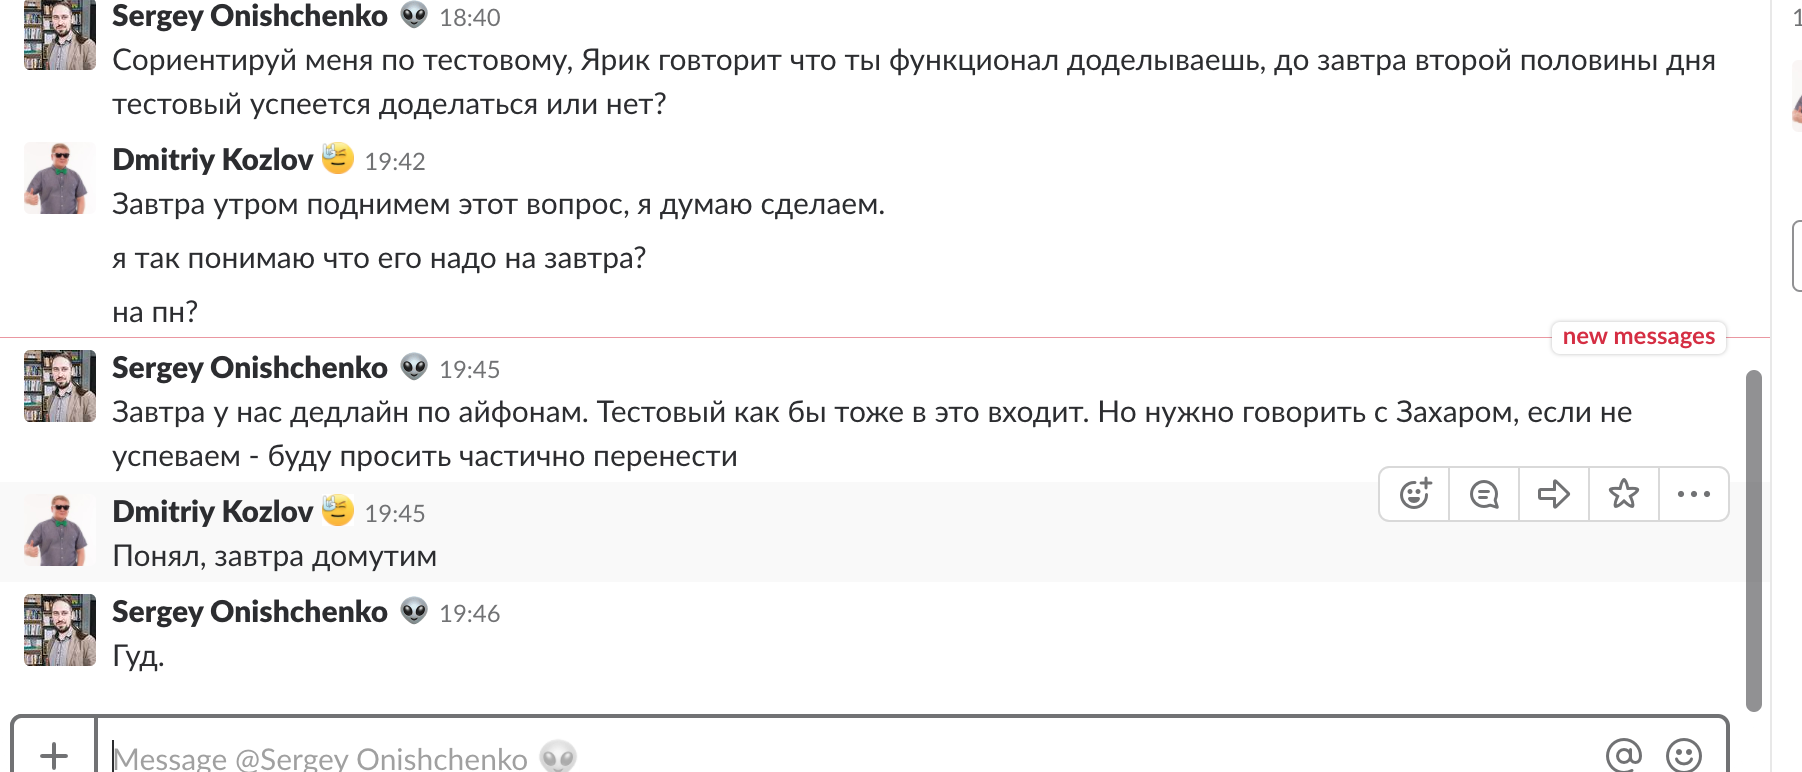 Sergey Onishchenko 18:40
Сориентируй меня по тестовому, Ярик говторит что ты функционал доделываешь, до завтра второй половины дня
тестовый успеется доделаться или нет?
Dmitriy Kozlov 19:42
Завтра утром поднимем этот вопрос, я думаю сделаем.
я так понимаю что его надо на завтра?
на пн?
new messages
Sergey Onishchenko 19:45
Завтра у нас дедлайн по айфонам. Тестовый как бы тоже в это входит. Но нужно говорить с Захаром, если не
успеваем - буду просить частично перенести
Dmitriy Kozlov 19:45
Понял, завтра домутим
Sergey Onishchenko 19:46
Гуд.
Message @Sergey Onishchenko